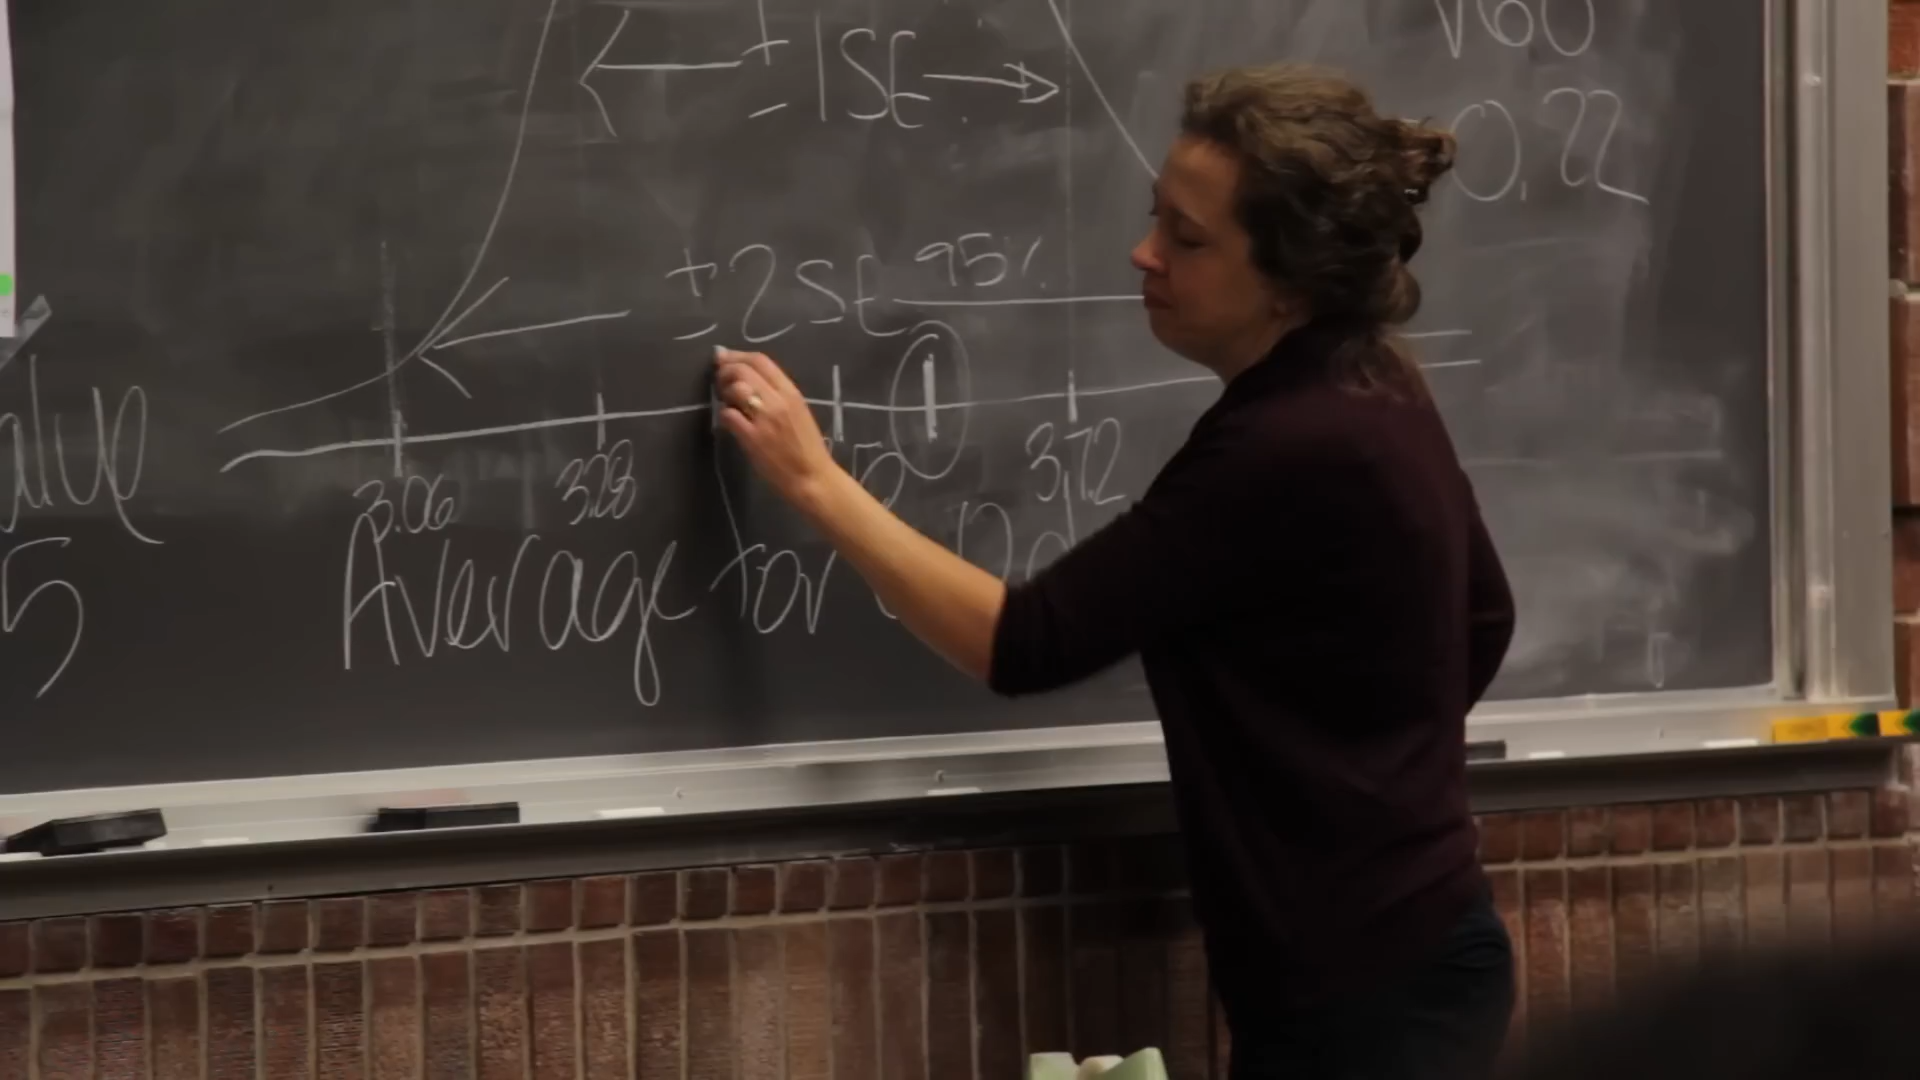 √60
± 1SE
0.22
± 2SE 95%
3.06 3.28 3.72
alue
Average for
5